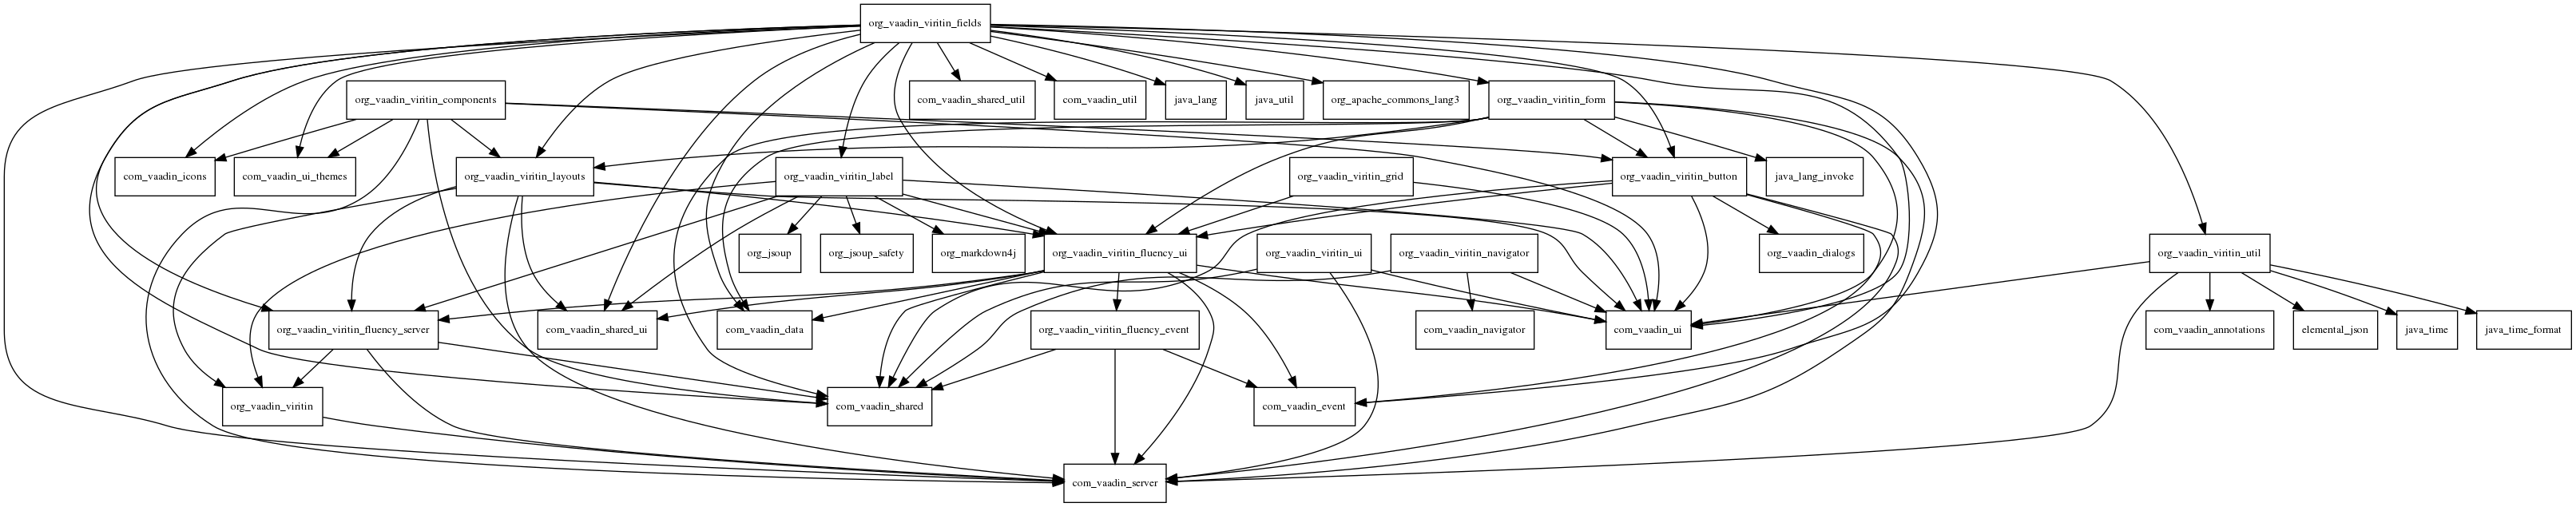 org_vaadin_viritin_fields
org_vaadin_viritin_components
com_vaadin_shared_util
com_vaadin_util
java_lang
java_util
org_apache_commons_lang3
org_vaadin_viritin_form
com_vaadin_icons
com_vaadin_ui_themes
org_vaadin_viritin_layouts
org_vaadin_viritin_label
org_vaadin_viritin_grid
org_vaadin_viritin_button
java_lang_invoke
org_jsoup
org_jsoup_safety
org_markdown4j
org_vaadin_viritin_fluency_ui
org_vaadin_viritin_ui
org_vaadin_viritin_navigator
org_vaadin_dialogs
org_vaadin_viritin_util
org_vaadin_viritin_fluency_server
com_vaadin_shared_ui
com_vaadin_data
org_vaadin_viritin_fluency_event
com_vaadin_navigator
com_vaadin_ui
com_vaadin_annotations
elemental_json
java_time
java_time_format
org_vaadin_viritin
com_vaadin_shared
com_vaadin_event
com_vaadin_server